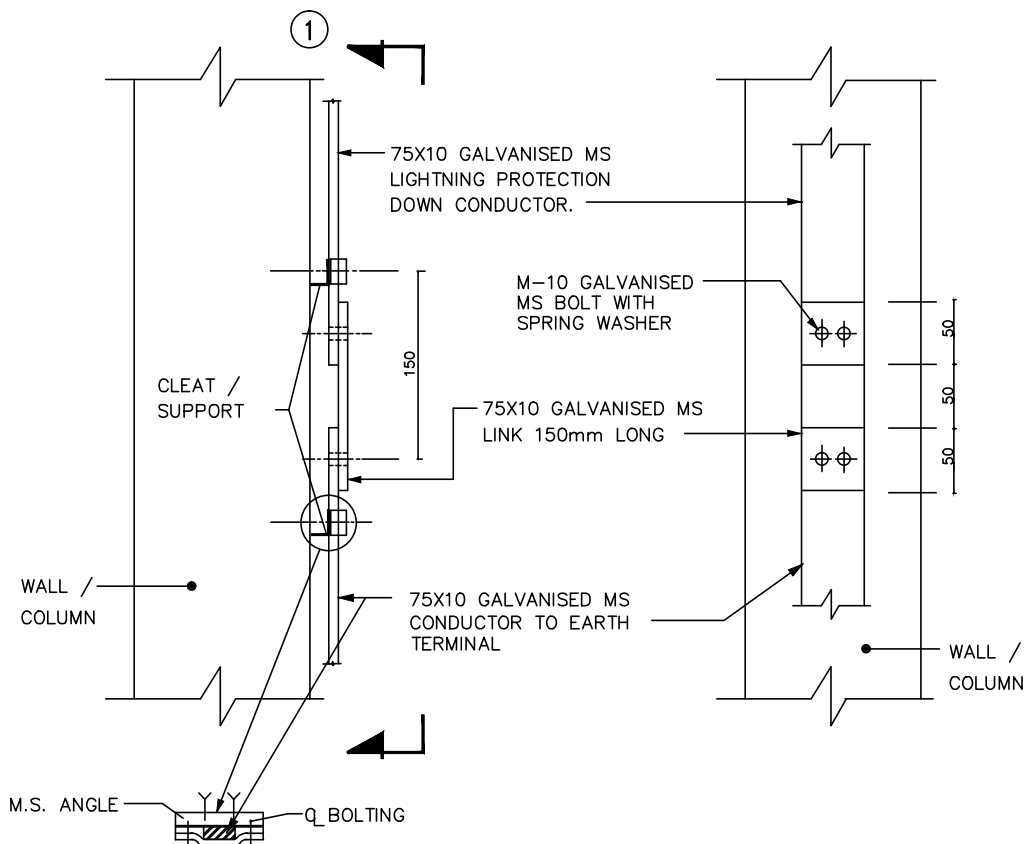 1
75X10 GALVANISED MS
LIGHTNING PROTECTION
DOWN CONDUCTOR.
M-10 GALVANISED
MS BOLT WITH
SPRING WASHER
50
150
CLEAT /
SUPPORT
50
75X10 GALVANISED MS
LINK 150mm LONG
50
WALL /
COLUMN
75X10 GALVANISED MS
CONDUCTOR TO EARTH
TERMINAL
WALL /
COLUMN
M.S. ANGLE
℄ BOLTING